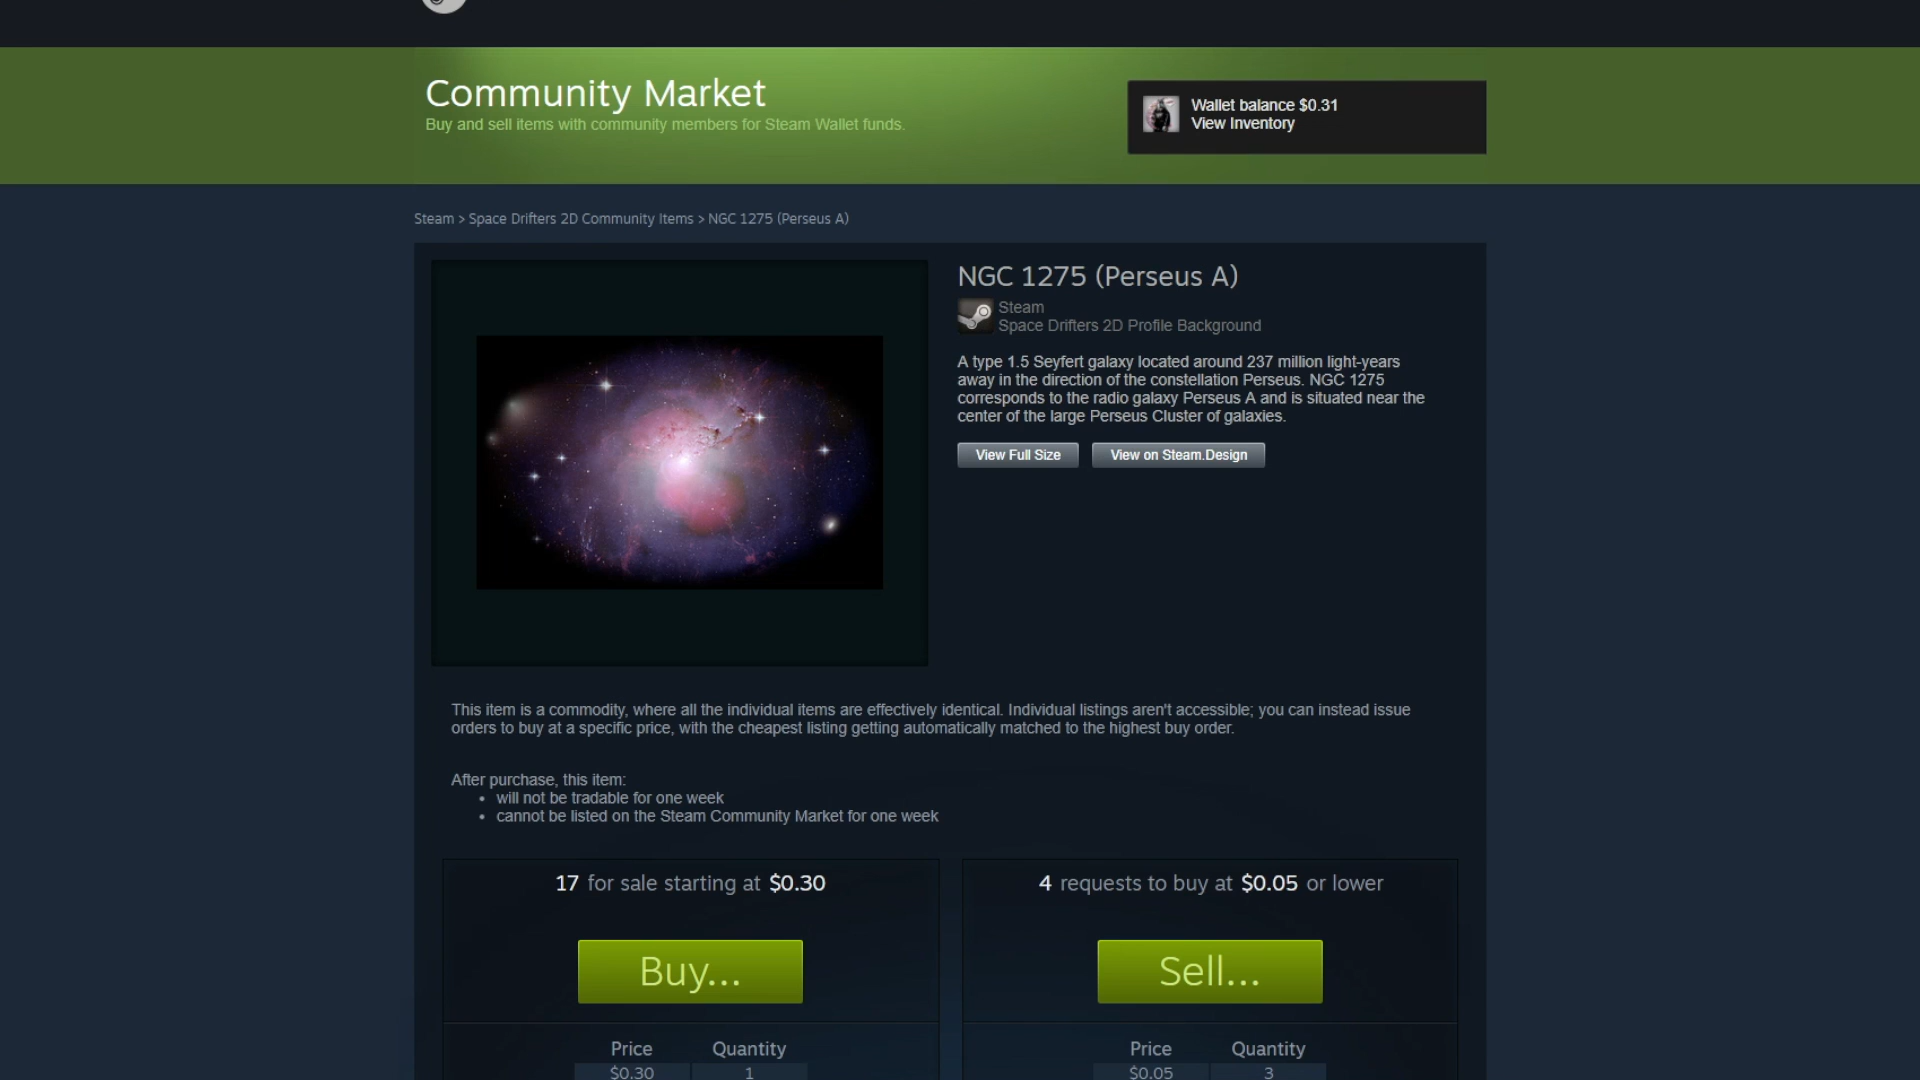 Community Market
Buy and sell items with community members for Steam Wallet funds.
Wallet balance $0.31
View Inventory
Steam > Space Drifters 2D Community Items > NGC 1275 (Perseus A)
NGC 1275 (Perseus A)
Steam
Space Drifters 2D Profile Background
A type 1.5 Seyfert galaxy located around 237 million light-years
away in the direction of the constellation Perseus. NGC 1275
corresponds to the radio galaxy Perseus A and is situated near the
center of the large Perseus Cluster of galaxies.
View Full Size
View on Steam.Design
This item is a commodity, where all the individual items are effectively identical. Individual listings aren't accessible; you can instead issue
orders to buy at a specific price, with the cheapest listing getting automatically matched to the highest buy order.
After purchase, this item:
• will not be tradable for one week
• cannot be listed on the Steam Community Market for one week
17 for sale starting at $0.30
Buy...
Price Quantity
$0.30 1
4 requests to buy at $0.05 or lower
Sell...
Price Quantity
$0.05 3